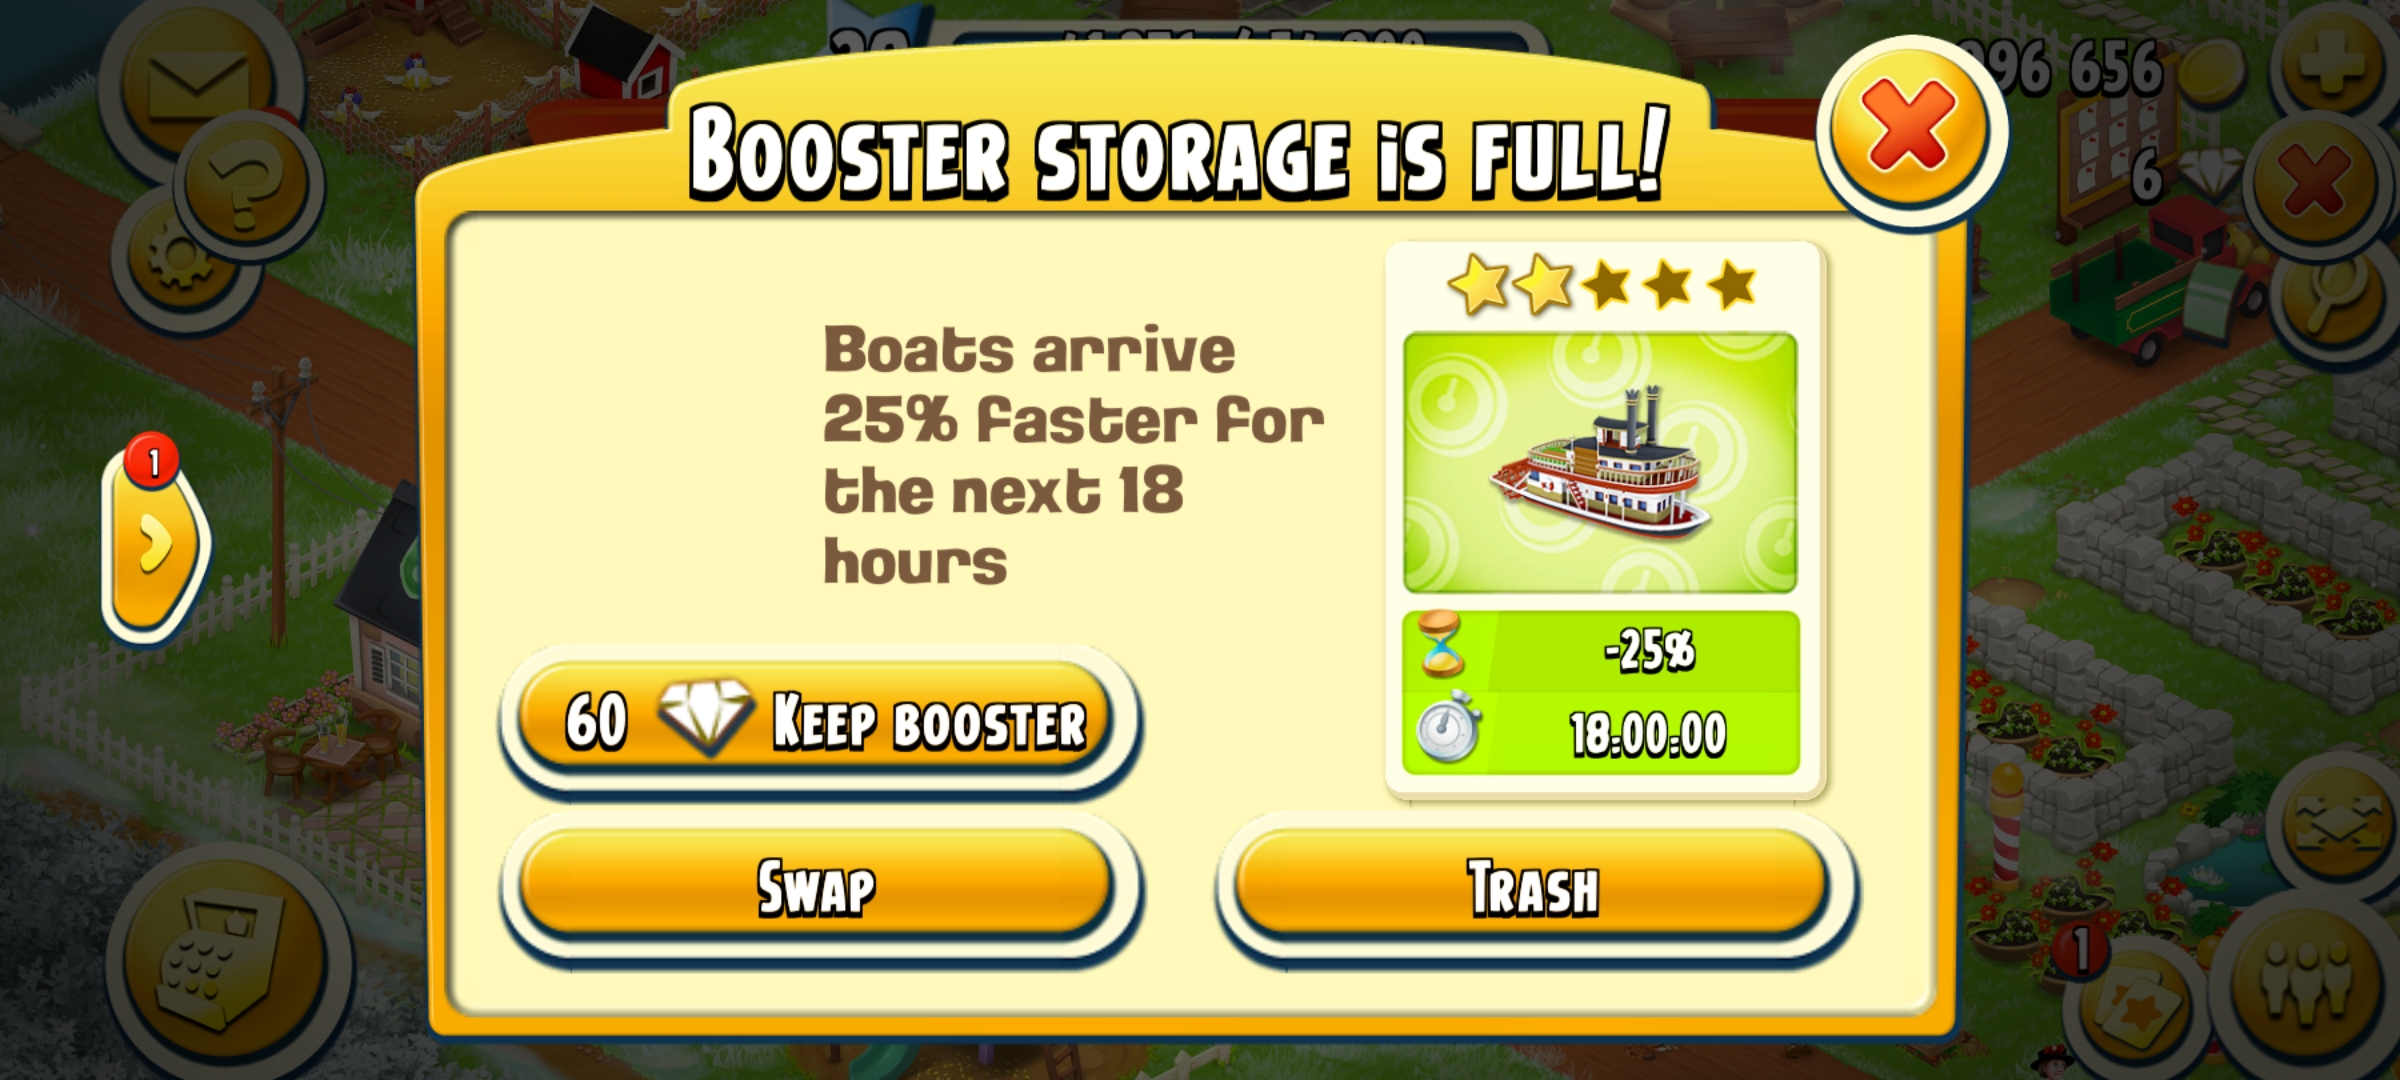 BOOSTER STORAGE IS FULL!
96 656
6
Boats arrive
25% faster for
the next 18
hours
-25%
18:00:00
1
60 KEEP BOOSTER
SWAP
TRASH
1